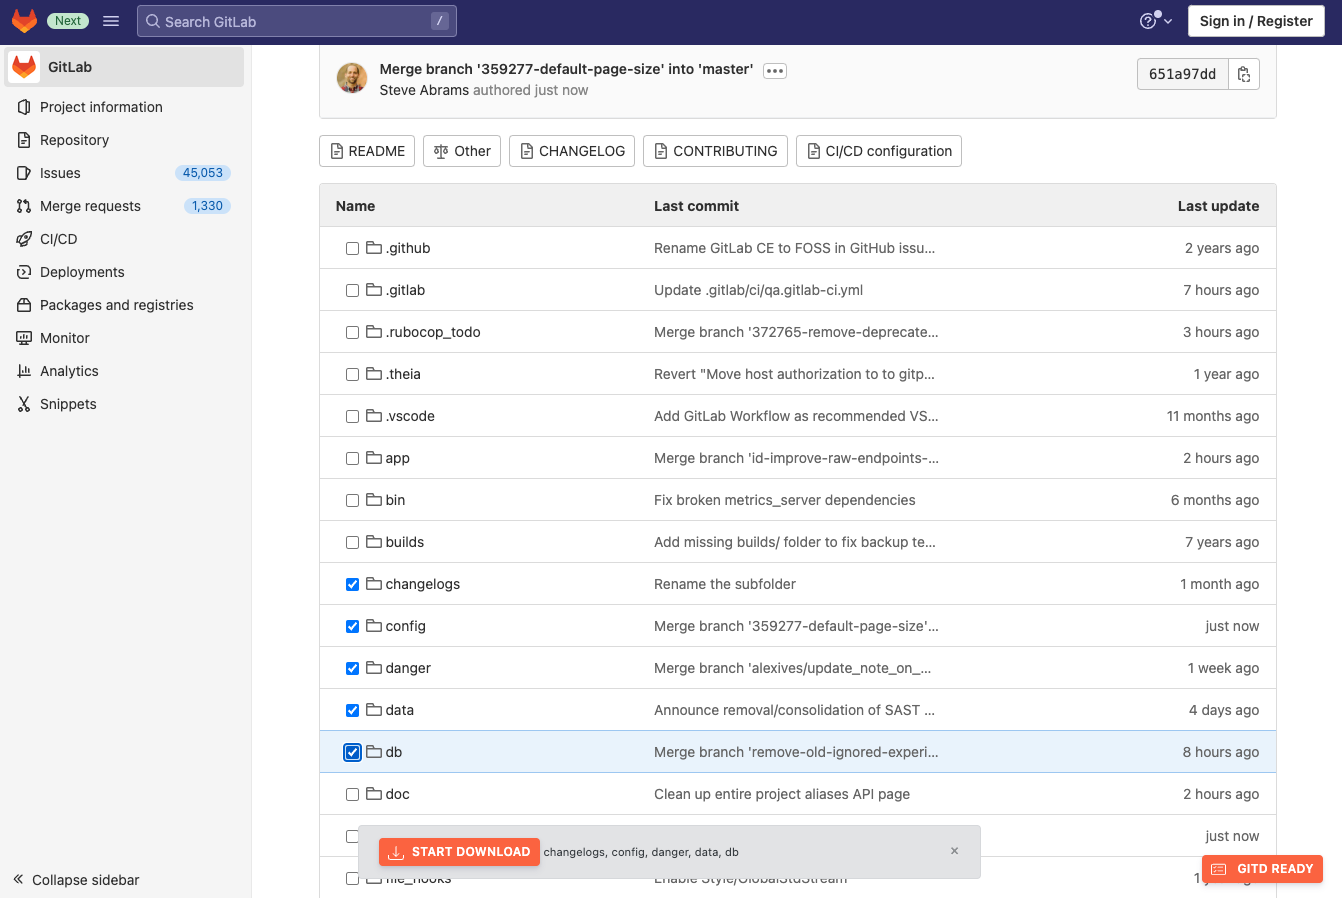 Next
Search GitLab
/
Sign in / Register
GitLab
Project information
Repository
Issues 45,053
Merge requests 1,330
CI/CD
Deployments
Packages and registries
Monitor
Analytics
Snippets
Collapse sidebar
Merge branch '359277-default-page-size' into 'master'
Steve Abrams authored just now
651a97dd
README Other CHANGELOG CONTRIBUTING CI/CD configuration
Name Last commit Last update
.github Rename GitLab CE to FOSS in GitHub issu... 2 years ago
.gitlab Update .gitlab/ci/qa.gitlab-ci.yml 7 hours ago
.rubocop_todo Merge branch '372765-remove-deprecate... 3 hours ago
.theia Revert "Move host authorization to to gitp... 1 year ago
.vscode Add GitLab Workflow as recommended VS... 11 months ago
app Merge branch 'id-improve-raw-endpoints-... 2 hours ago
bin Fix broken metrics_server dependencies 6 months ago
builds Add missing builds/ folder to fix backup te... 7 years ago
changelogs Rename the subfolder 1 month ago
config Merge branch '359277-default-page-size'... just now
danger Merge branch 'alexives/update_note_on_... 1 week ago
data Announce removal/consolidation of SAST ... 4 days ago
db Merge branch 'remove-old-ignored-experi... 8 hours ago
doc Clean up entire project aliases API page 2 hours ago
just now
START DOWNLOAD changelogs, config, danger, data, db ×
file_hooks Enable Style/GlobalStdStream 1
GITD READY